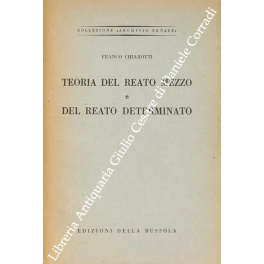 COLLEZIONE «ARCHIVIO PENALE»
FRANCO CHIAROTTI
TEORIA DEL REATO MEZZO
e
DEL REATO DETERMINATO
EDIZIONI DELLA BUSSOLA
Libreria Antiquaria Giulio Cesare di Daniele Corradi